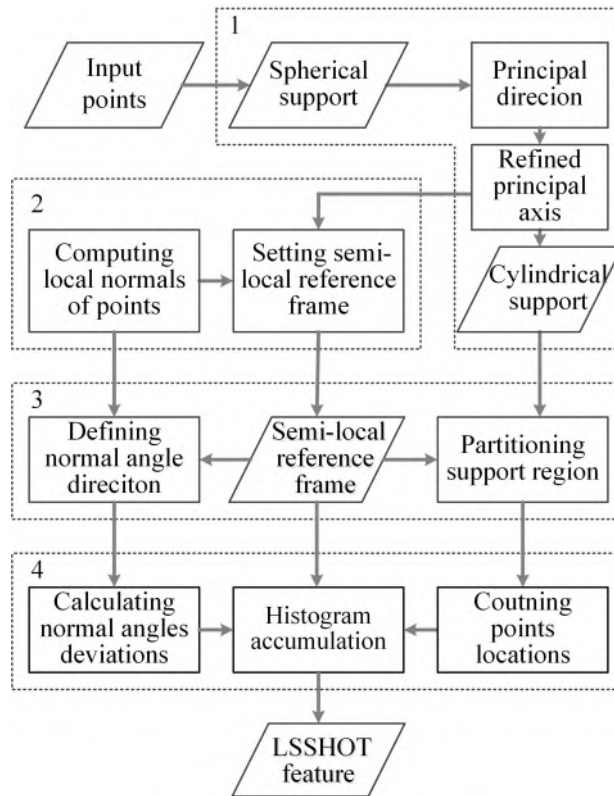 1
Input
points
Spherical
support
Principal
direcion
Refined
principal
axis
2
Computing
local normals
of points
Setting semi-
local reference
frame
Cylindrical
support
3
Defining
normal angle
direciton
Semi-local
reference
frame
Partitioning
support region
4
Calculating
normal angles
deviations
Histogram
accumulation
Coutning
points
locations
LSSHOT
feature